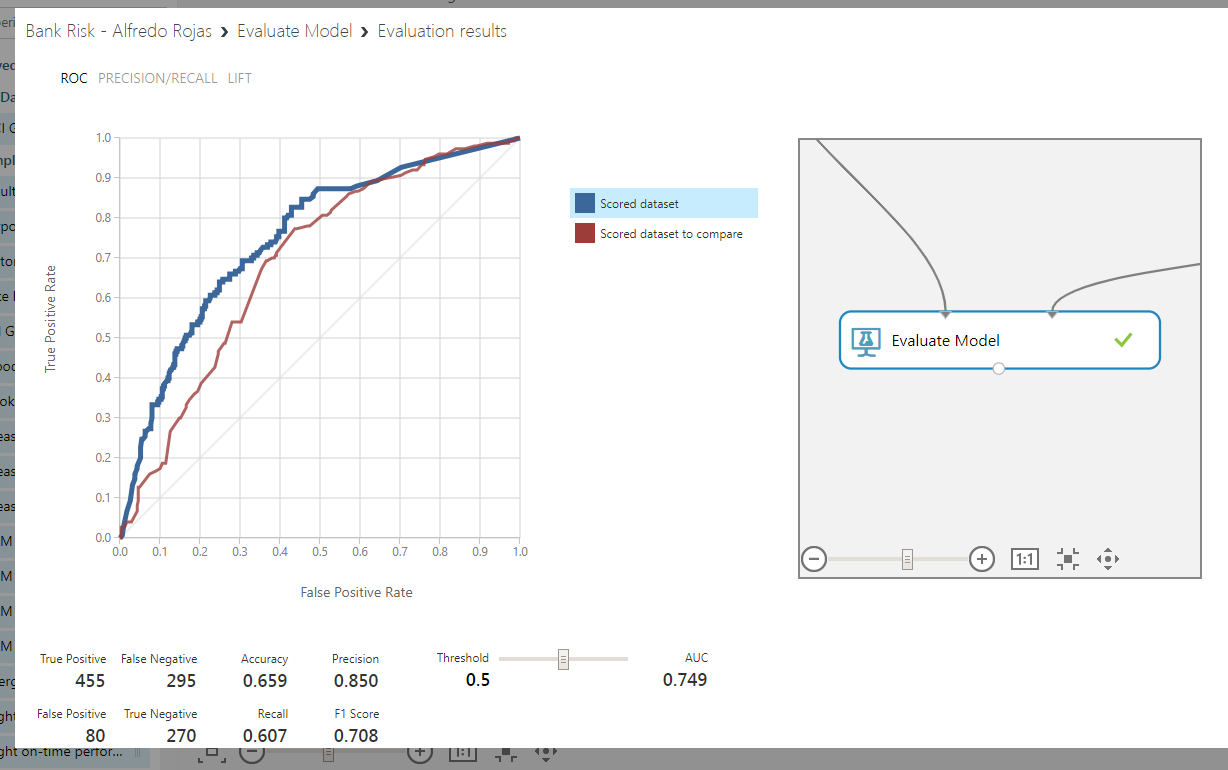 Bank Risk - Alfredo Rojas › Evaluate Model › Evaluation results
ROC PRECISION/RECALL LIFT
1.0
0.9
0.8
0.7
0.6
0.5
0.4
0.3
0.2
0.1
0.0
True Positive Rate
0.0 0.1 0.2 0.3 0.4 0.5 0.6 0.7 0.8 0.9 1.0
False Positive Rate
Scored dataset
Scored dataset to compare
Evaluate Model
1:1
True Positive False Negative Accuracy Precision Threshold AUC
455 295 0.659 0.850 0.5 0.749
False Positive True Negative Recall F1 Score
80 270 0.607 0.708
ght on-time perfor...
1:1